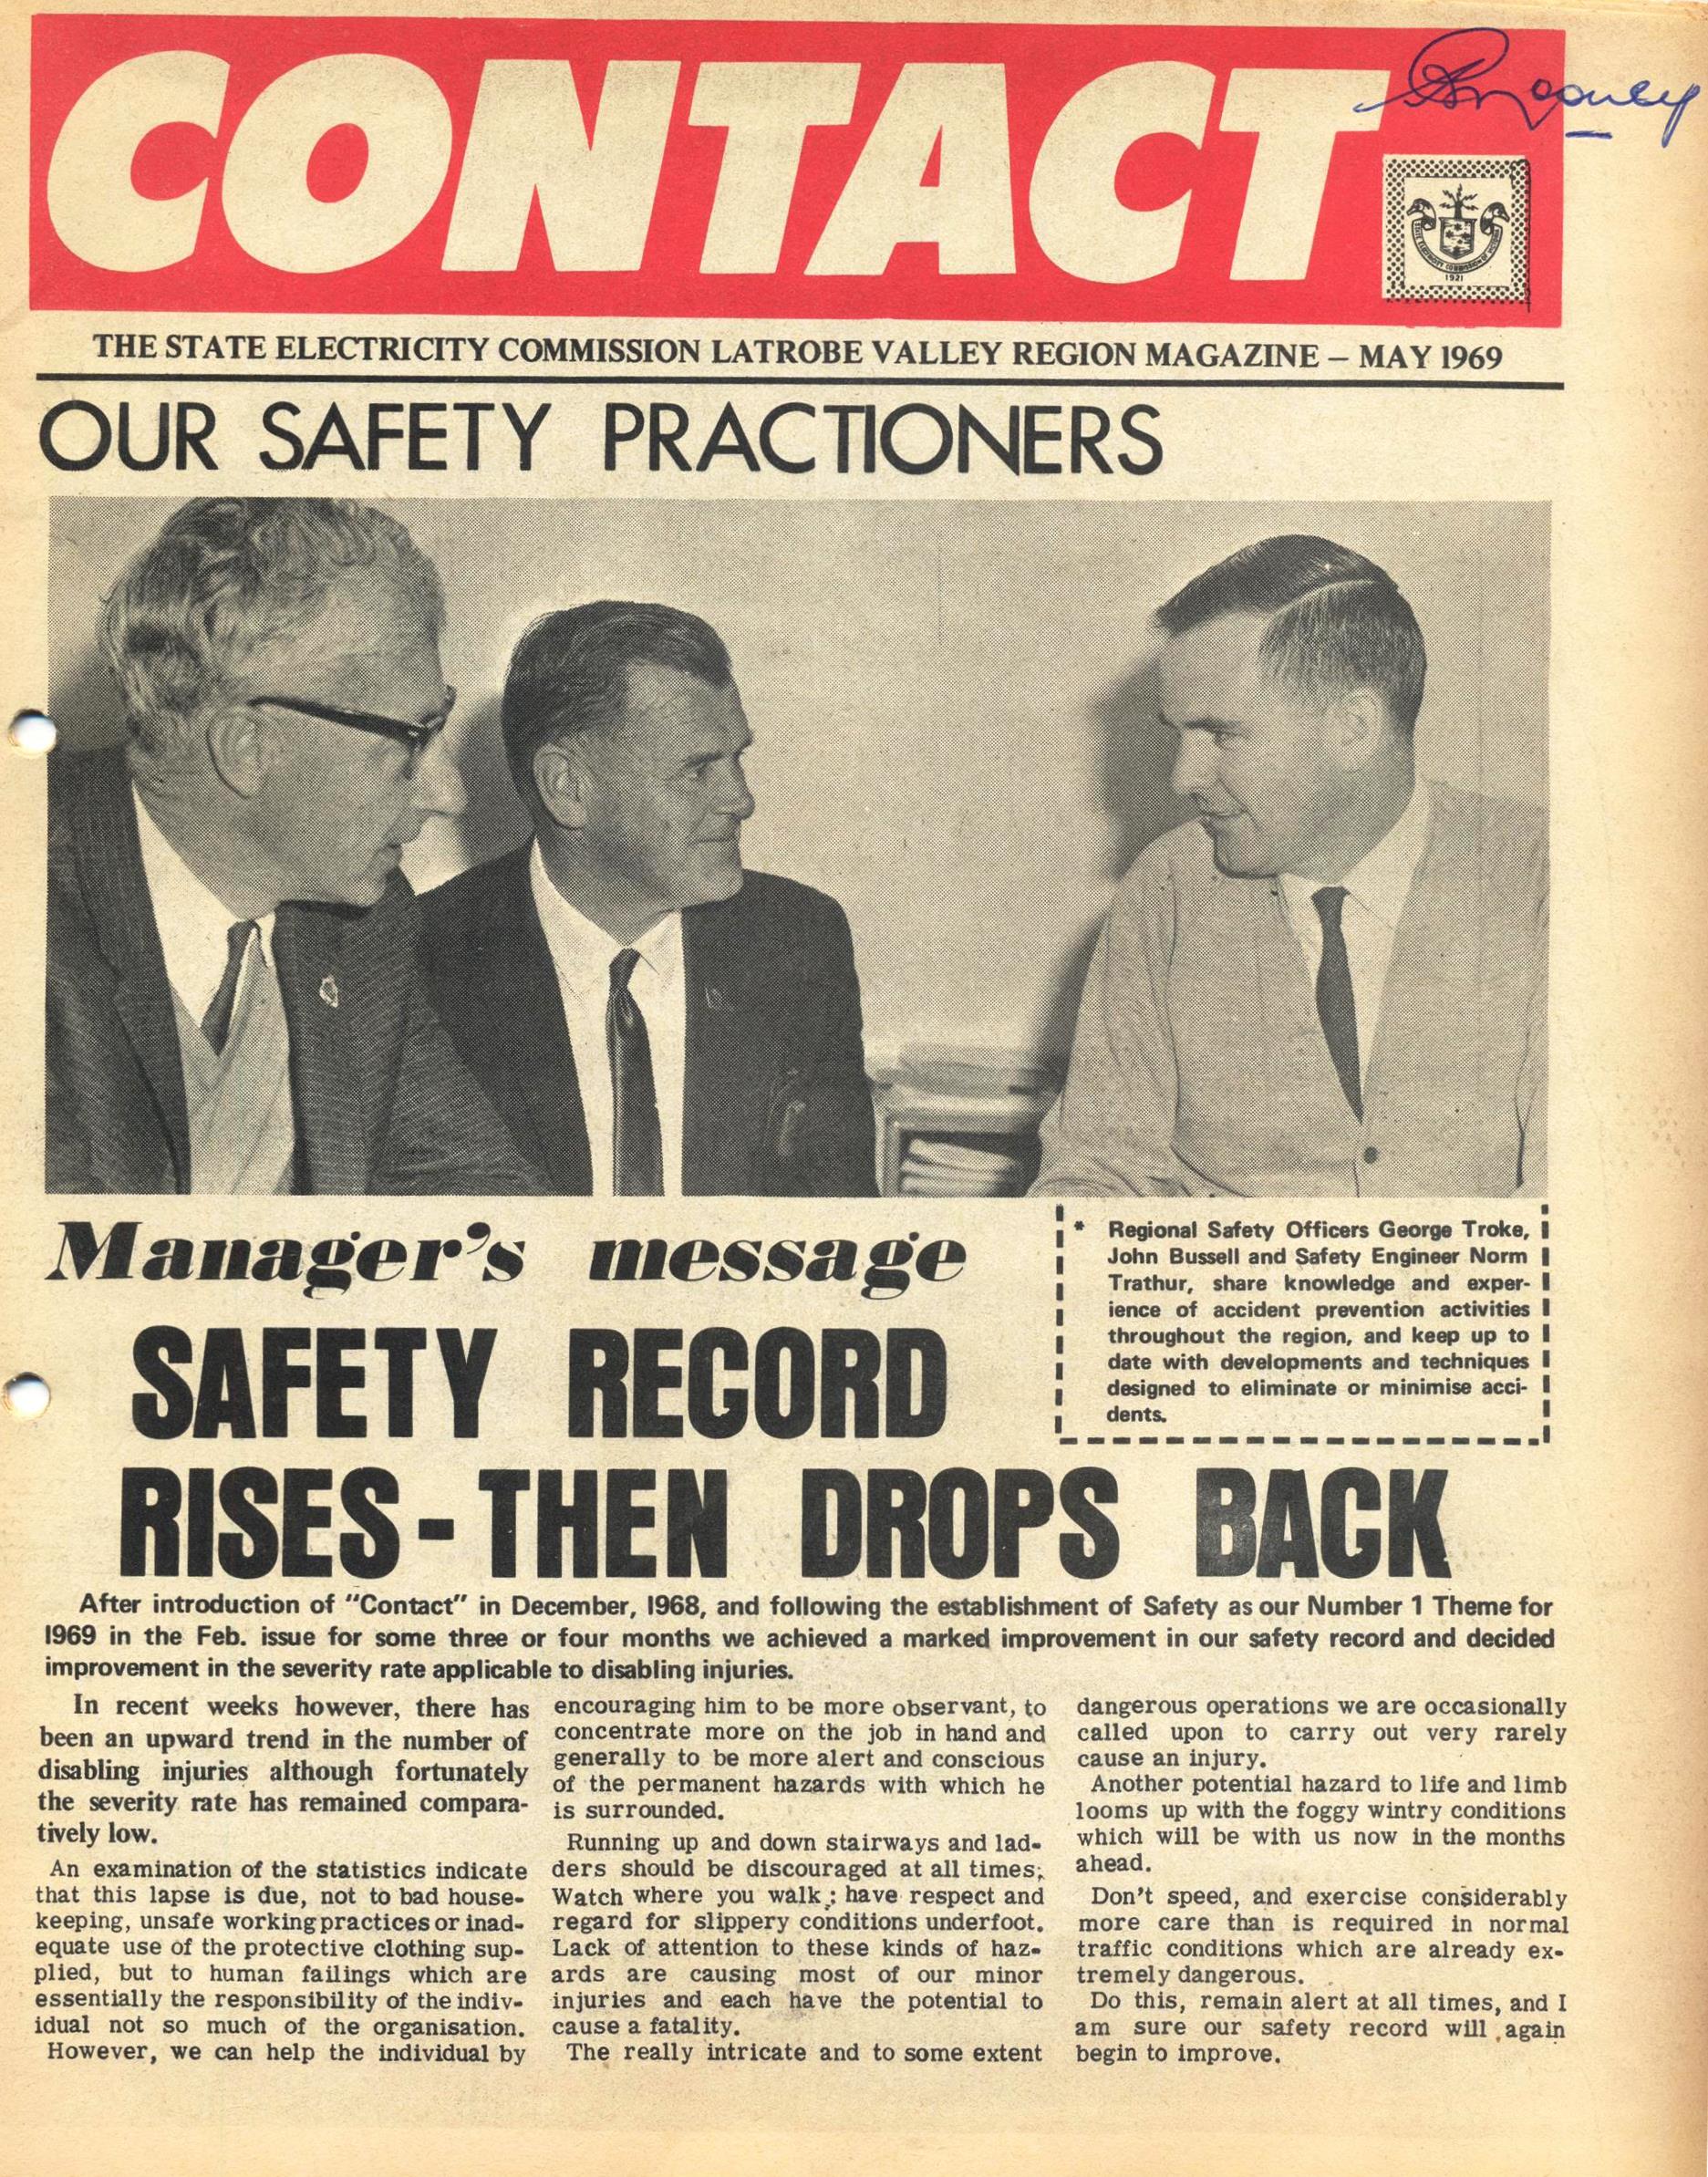 CONTACT
1921
THE STATE ELECTRICITY COMMISSION LATROBE VALLEY REGION MAGAZINE – MAY 1969
OUR SAFETY PRACTIONERS
Manager's message
SAFETY RECORD
RISES-THEN DROPS BACK
* Regional Safety Officers George Troke,
John Bussell and Safety Engineer Norm
Trathur, share knowledge and exper-
ience of accident prevention activities
throughout the region, and keep up to
date with developments and techniques
designed to eliminate or minimise acci-
dents.
After introduction of "Contact" in December, 1968, and following the establishment of Safety as our Number 1 Theme for
1969 in the Feb. issue for some three or four months we achieved a marked improvement in our safety record and decided
improvement in the severity rate applicable to disabling injuries.
In recent weeks however, there has
been an upward trend in the number of
disabling injuries although fortunately
the severity rate has remained compara-
tively low.
An examination of the statistics indicate
that this lapse is due, not to bad house-
keeping, unsafe working practices or inad-
equate use of the protective clothing sup-
plied, but to human failings which are
essentially the responsibility of the indiv-
idual not so much of the organisation.
However, we can help the individual by
encouraging him to be more observant, to
concentrate more on the job in hand and
generally to be more alert and conscious
of the permanent hazards with which he
is surrounded.
Running up and down stairways and lad-
ders should be discouraged at all times;
Watch where you walk; have respect and
regard for slippery conditions underfoot.
Lack of attention to these kinds of haz-
ards are causing most of our minor
injuries and each have the potential to
cause a fatality.
The really intricate and to some extent
dangerous operations we are occasionally
called upon to carry out very rarely
cause an injury.
Another potential hazard to life and limb
looms up with the foggy wintry conditions
which will be with us now in the months
ahead.
Don't speed, and exercise considerably
more care than is required in normal
traffic conditions which are already ex-
tremely dangerous.
Do this, remain alert at all times, and I
am sure our safety record will again
begin to improve.